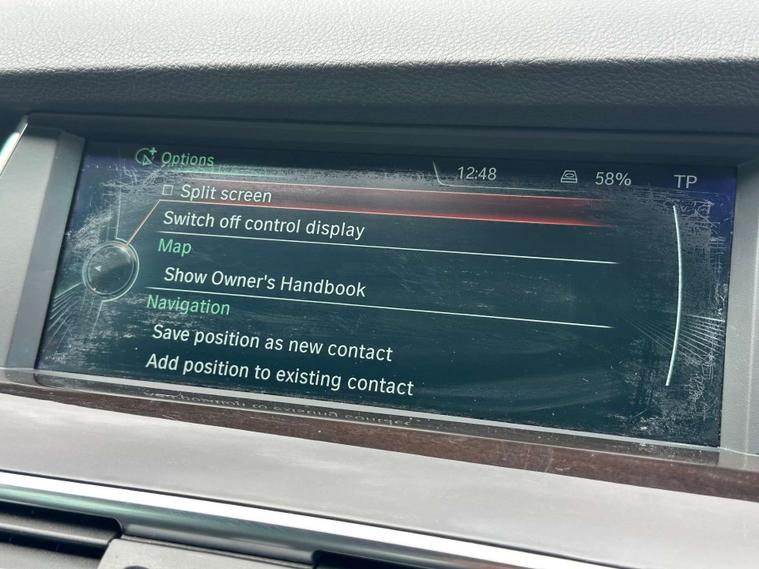 Options
12:48 58% TP
Split screen
Switch off control display
Map
Show Owner's Handbook
Navigation
Save position as new contact
Add position to existing contact